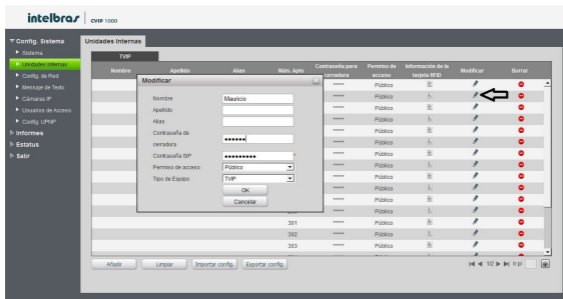 intelbras CVIP 1000
Config. Sistema
Sistema
Unidades Internas
Config. de Red
Mensaje de Texto
Cámaras IP
Usuarios de Acceso
Config. UPNP
Informes
Estatus
Salir
Unidades Internas
TVIP
Nombre Apellido Alias Núm. Apto Contraseña para cerradura Permiso de acceso Información de la tarjeta RFID Modificar Borrar
Modificar
Nombre Mauricio
Apellido
Alias
Contraseña de cerradura ••••••
Contraseña SIP ••••••••• *
Permiso de acceso Público
Tipo de Equipo TVIP
OK
Cancelar
Público
Público
Público
Público
Público
Público
Público
Público
Público
301 Público
302 Público
303 Público
Añadir Limpiar Importar config. Exportar config. 1/2 Ir p/